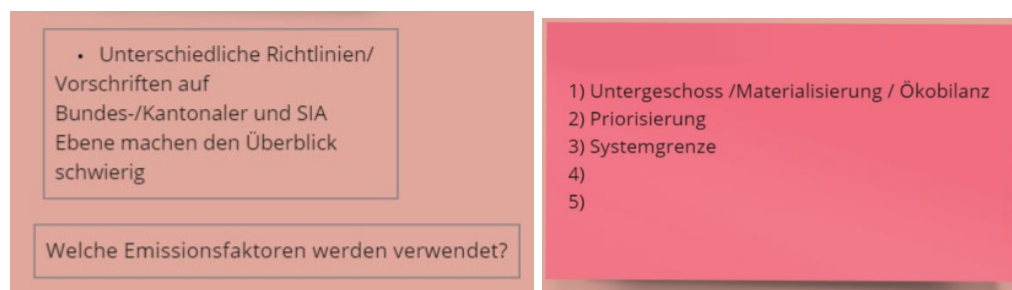 • Unterschiedliche Richtlinien/
Vorschriften auf
Bundes-/Kantonaler und SIA
Ebene machen den Überblick
schwierig
Welche Emissionsfaktoren werden verwendet?
1) Untergeschoss /Materialisierung / Ökobilanz
2) Priorisierung
3) Systemgrenze
4)
5)